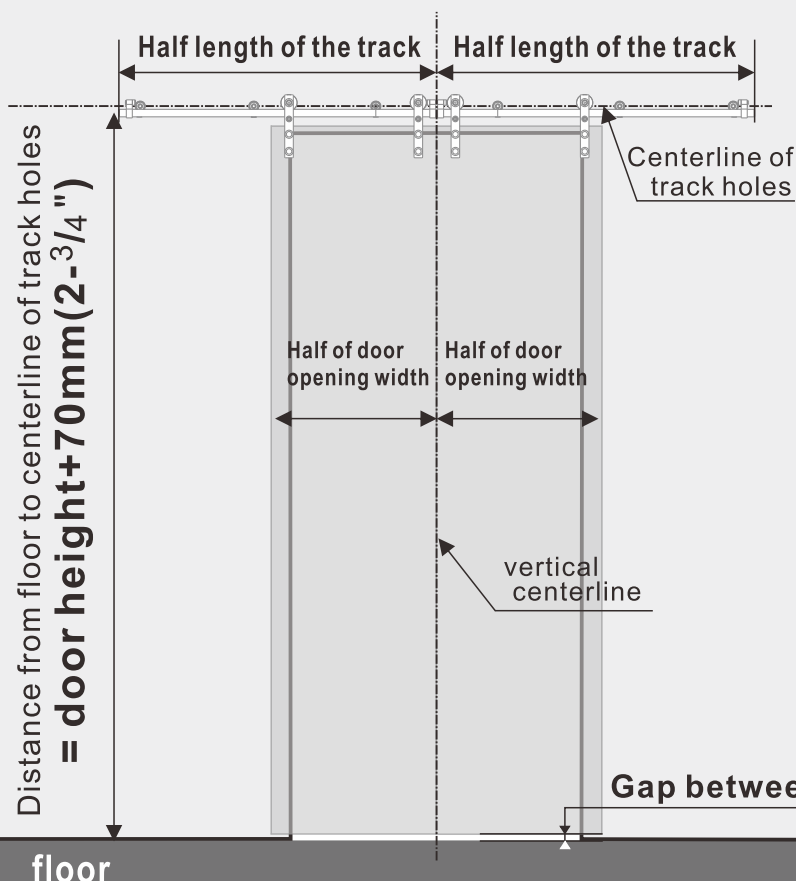 Half length of the track
Half length of the track
Centerline of
track holes
Distance from floor to centerline of track holes
= door height+70mm(2-3/4")
Half of door
opening width
Half of door
opening width
vertical
centerline
Gap betwee
floor